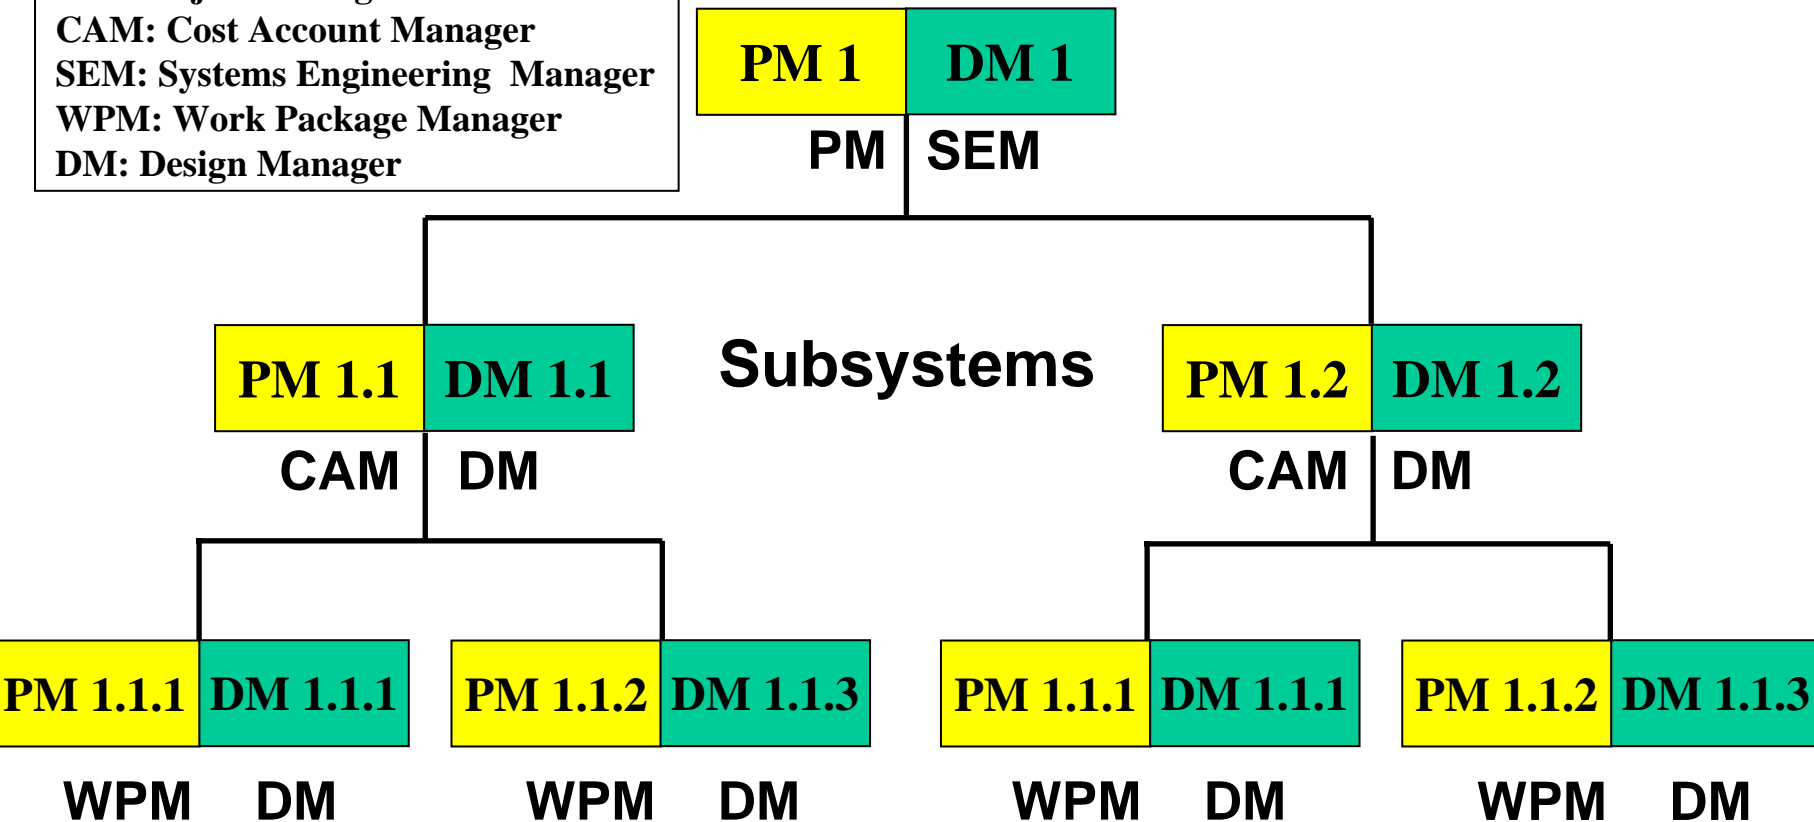 CAM: Cost Account Manager
SEM: Systems Engineering Manager
WPM: Work Package Manager
DM: Design Manager
PM 1 DM 1
PM SEM
Subsystems
PM 1.1 DM 1.1 PM 1.2 DM 1.2
CAM DM CAM DM
PM 1.1.1 DM 1.1.1 PM 1.1.2 DM 1.1.3 PM 1.1.1 DM 1.1.1 PM 1.1.2 DM 1.1.3
WPM DM WPM DM WPM DM WPM DM